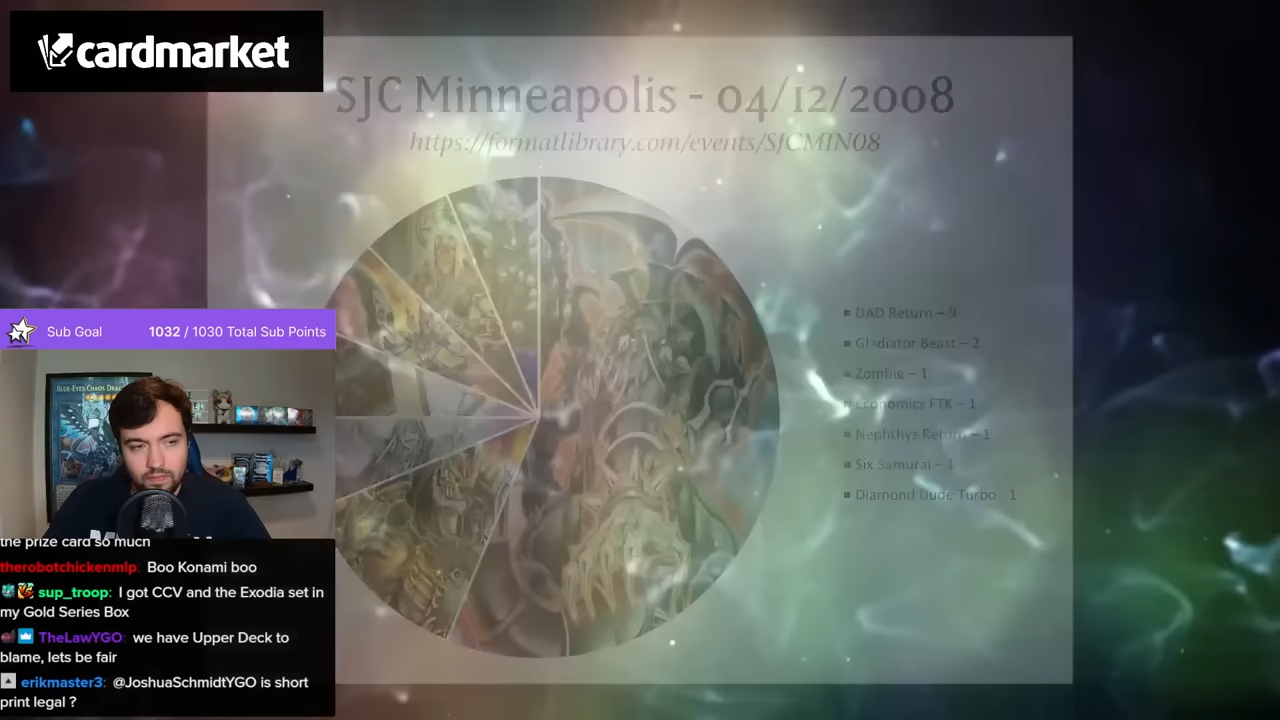 cardmarket
SJC Minneapolis - 04/12/2008
https://formatlibrary.com/events/SJCMIN08
DAD Return – 9
Gladiator Beast – 2
Zombie – 1
Economics FTK – 1
Nephthys Return – 1
Six Samurai – 1
Diamond Dude Turbo 1
Sub Goal 1032 / 1030 Total Sub Points
BLUE-EYES CHAOS DRAG
the prize card so much
therobotchickenmlp: Boo Konami boo
sup_troop: I got CCV and the Exodia set in
my Gold Series Box
TheLawYGO: we have Upper Deck to
blame, lets be fair
erikmaster3: @JoshuaSchmidtYGO is short
print legal ?